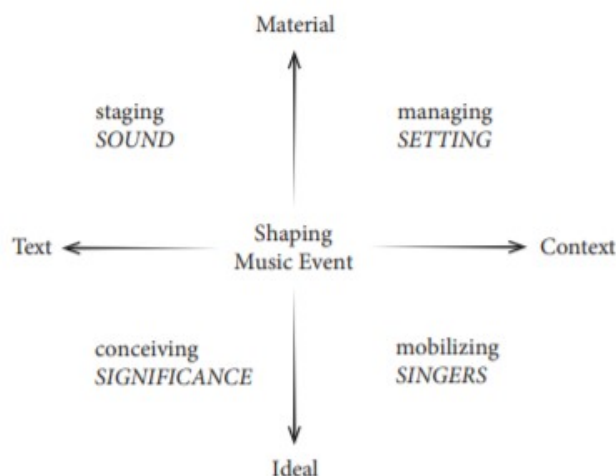 Material
staging
SOUND
managing
SETTING
Text
Shaping
Music Event
Context
conceiving
SIGNIFICANCE
mobilizing
SINGERS
Ideal